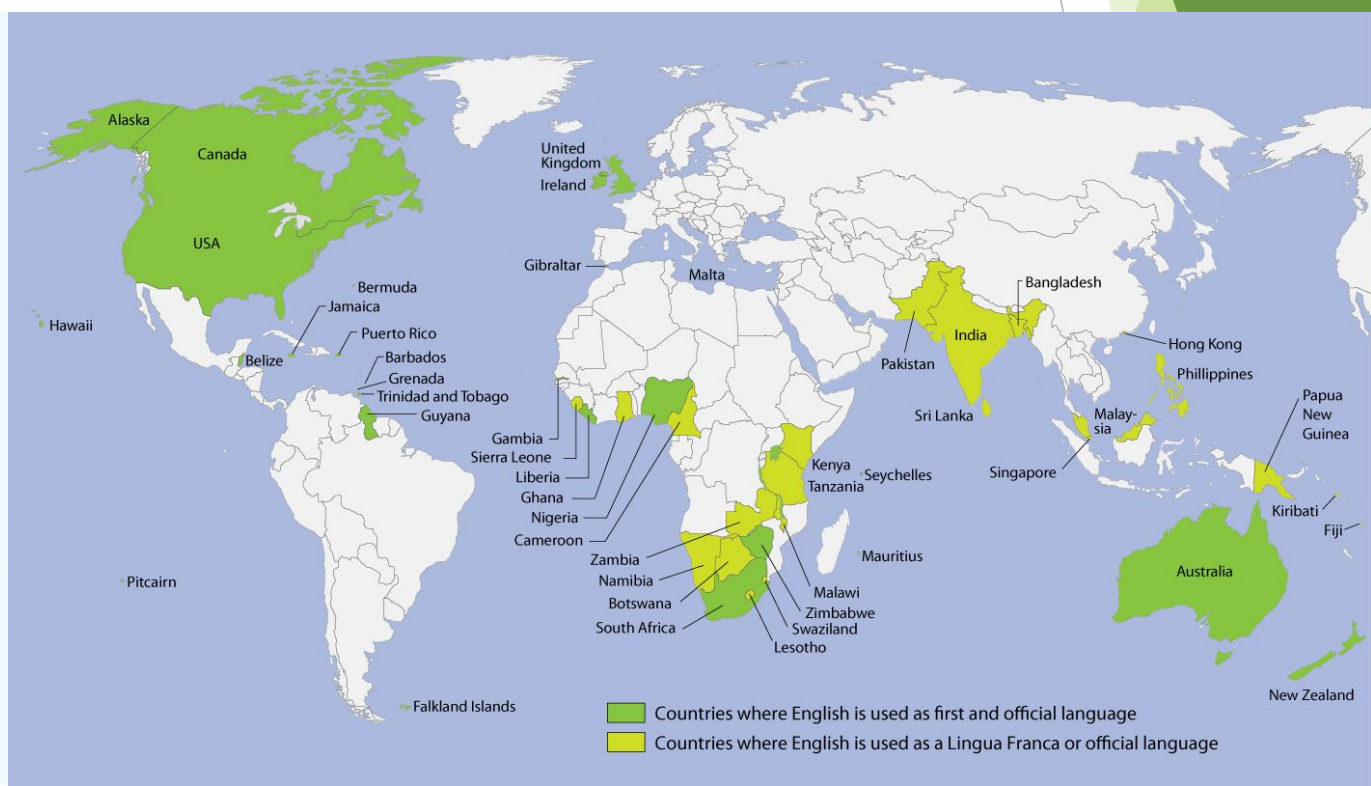 Alaska
Canada
USA
Hawaii
Bermuda
Jamaica
Puerto Rico
Belize
Barbados
Grenada
Trinidad and Tobago
Guyana
Pitcairn
Falkland Islands
United
Kingdom
Ireland
Gibraltar
Malta
Gambia
Sierra Leone
Liberia
Ghana
Nigeria
Cameroon
Zambia
Namibia
Botswana
South Africa
Kenya
Tanzania
Seychelles
Mauritius
Malawi
Zimbabwe
Swaziland
Lesotho
Bangladesh
India
Pakistan
Sri Lanka
Hong Kong
Phillippines
Malay-
sia
Singapore
Papua
New
Guinea
Kiribati
Fiji
Australia
New Zealand
Countries where English is used as first and official language
Countries where English is used as a Lingua Franca or official language